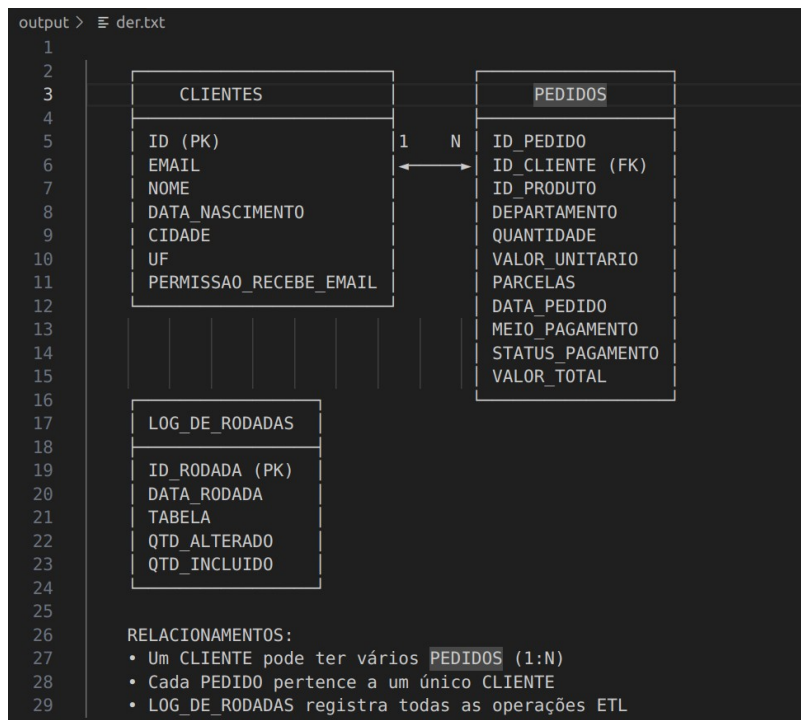 output > der.txt
1
2
3 CLIENTES PEDIDOS
4
5 ID (PK) 1 N ID_PEDIDO
6 EMAIL ID_CLIENTE (FK)
7 NOME ID_PRODUTO
8 DATA_NASCIMENTO DEPARTAMENTO
9 CIDADE QUANTIDADE
10 UF VALOR_UNITARIO
11 PERMISSAO_RECEBE_EMAIL PARCELAS
12 DATA_PEDIDO
13 MEIO_PAGAMENTO
14 STATUS_PAGAMENTO
15 VALOR_TOTAL
16
17 LOG_DE_RODADAS
18
19 ID_RODADA (PK)
20 DATA_RODADA
21 TABELA
22 QTD_ALTERADO
23 QTD_INCLUIDO
24
25
26 RELACIONAMENTOS:
27 • Um CLIENTE pode ter vários PEDIDOS (1:N)
28 • Cada PEDIDO pertence a um único CLIENTE
29 • LOG_DE_RODADAS registra todas as operações ETL